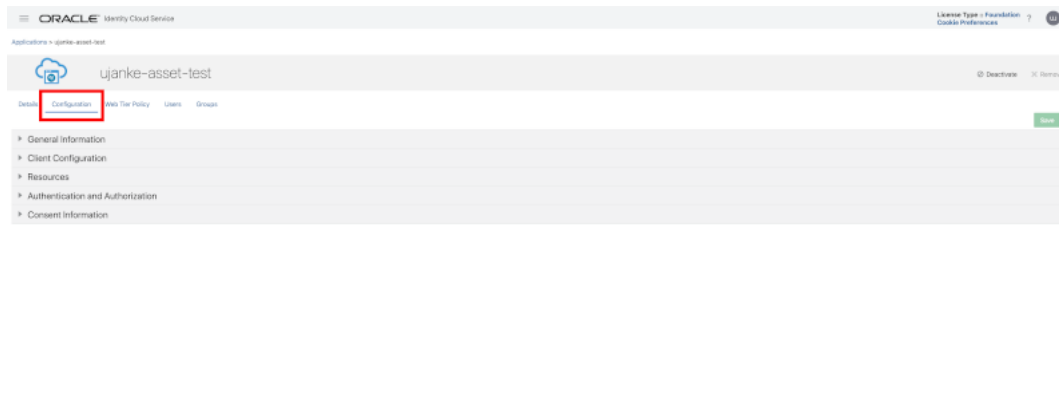 ORACLE Identity Cloud Service
License Type : Foundation ?
Cookie Preferences
Applications > ujanke-asset-test
ujanke-asset-test
Deactivate Remov
Details Configuration Web Tier Policy Users Groups
Save
General Information
Client Configuration
Resources
Authentication and Authorization
Consent Information